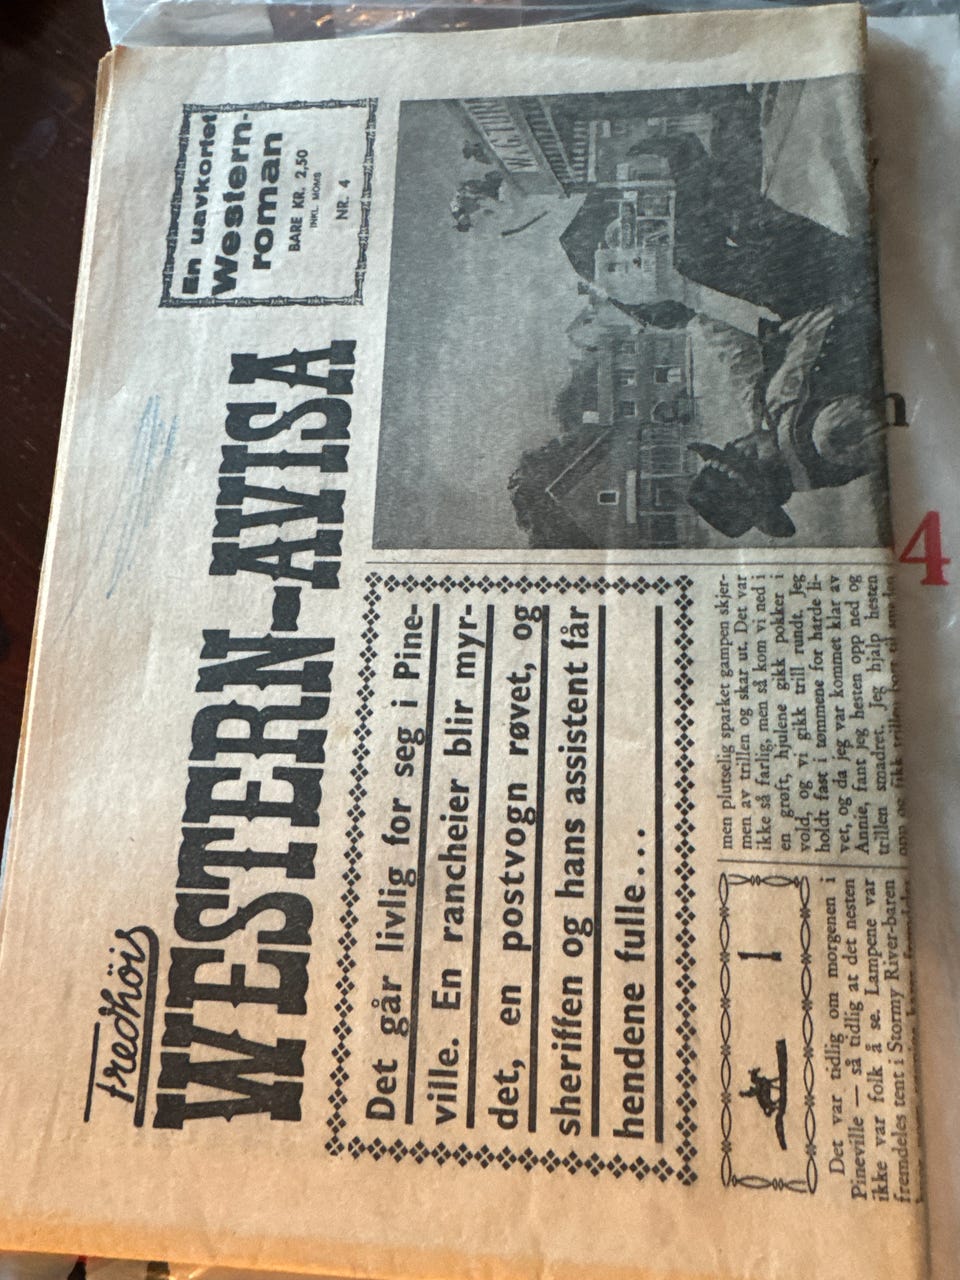 fredhöis
WESTERN-AVISA
En uavkortet
Western-
roman
BARE KR. 2,50
INKL. MOMS
NR. 4
Det går livlig for seg i Pine-
ville. En rancheier blir myr-
det, en postvogn røvet, og
sheriffen og hans assistent får
hendene fulle...
W.G.
1
Det var tidlig om morgenen i
Pineville — så tidlig at det nesten
ikke var folk å se. Lampene var
fremdeles tent i Stormy River-baren
men plutselig sparket gampen skjer-
men av trillen og skar ut. Det var
ikke så farlig, men så kom vi ned i
en grøft, hjulene gikk pokker i
vold, og vi gikk trill rundt. Jeg
holdt fast i tømmene for harde li-
vet, og da jeg var kommet klar av
Annie, fant jeg hesten opp ned og
trillen smadret. Jeg hjalp hesten
opp og fikk trillen
n
4